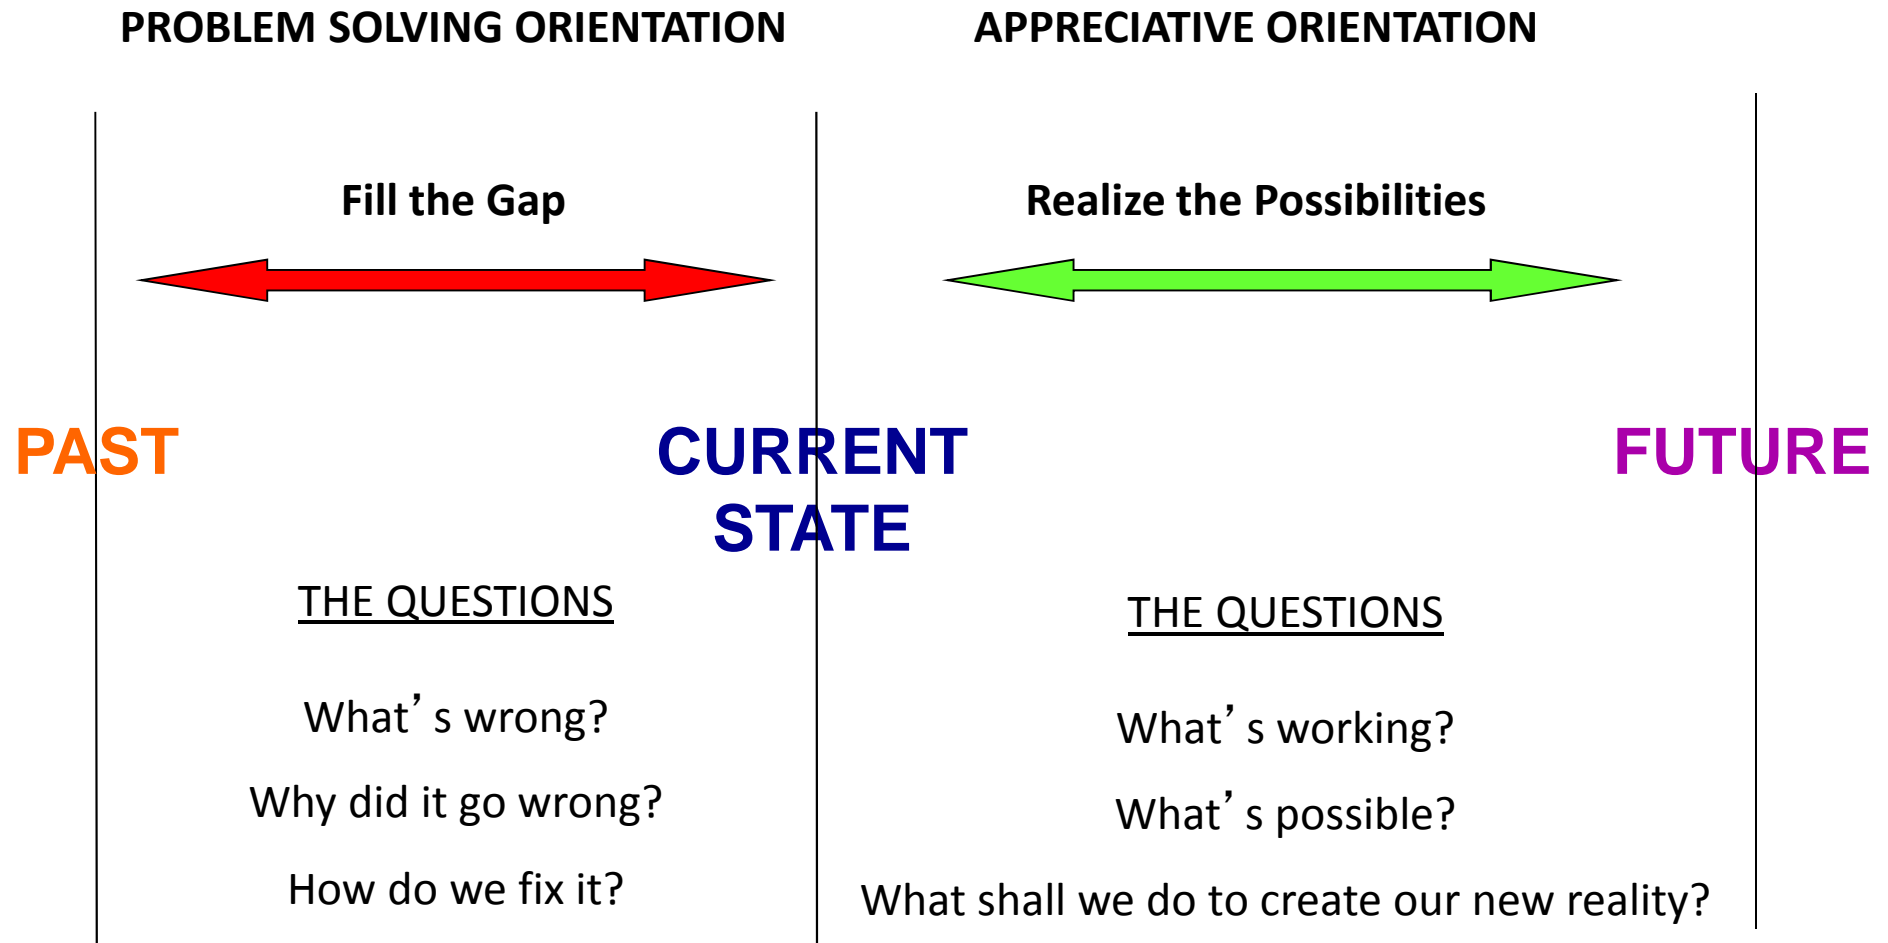 PROBLEM SOLVING ORIENTATION
APPRECIATIVE ORIENTATION
Fill the Gap
Realize the Possibilities
PAST
CURRENT
STATE
FUTURE
THE QUESTIONS
What’s wrong?
Why did it go wrong?
How do we fix it?
THE QUESTIONS
What’s working?
What’s possible?
What shall we do to create our new reality?